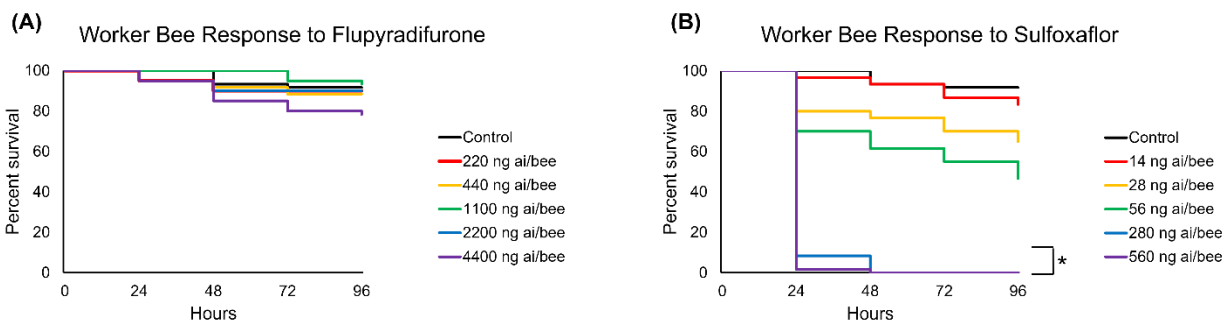 (A)
Worker Bee Response to Flupyradifurone
Percent survival
100
80
60
40
20
0
0 24 48 72 96
Hours
Control
220 ng ai/bee
440 ng ai/bee
1100 ng ai/bee
2200 ng ai/bee
4400 ng ai/bee
(B)
Worker Bee Response to Sulfoxaflor
Percent survival
100
80
60
40
20
0
0 24 48 72 96
Hours
Control
14 ng ai/bee
28 ng ai/bee
56 ng ai/bee
280 ng ai/bee
560 ng ai/bee
*